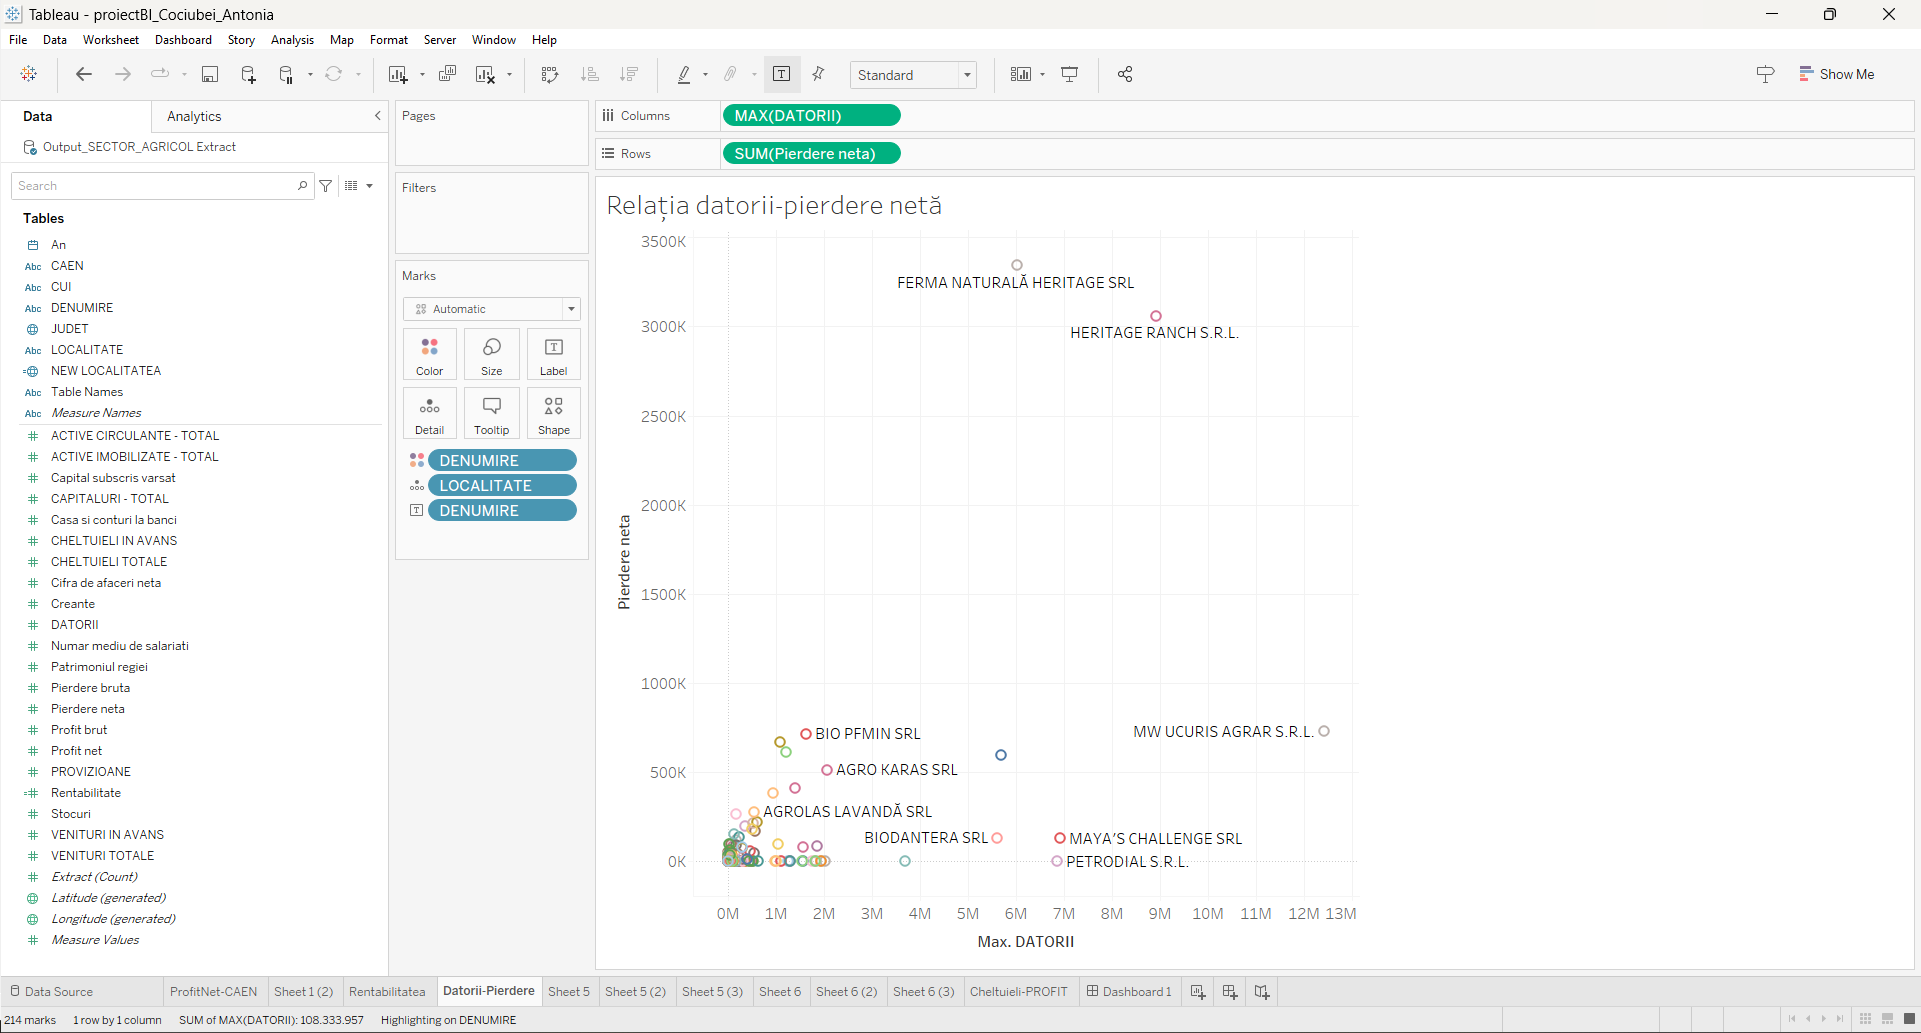 Tableau - proiectBI_Cociubei_Antonia
File Data Worksheet Dashboard Story Analysis Map Format Server Window Help
Standard
Show Me
Data
Analytics
Output_SECTOR_AGRICOL Extract
Search
Tables
An
Abc CAEN
Abc CUI
Abc DENUMIRE
JUDET
Abc LOCALITATE
NEW LOCALITATEA
Abc Table Names
Abc Measure Names
ACTIVE CIRCULANTE - TOTAL
ACTIVE IMOBILIZATE - TOTAL
Capital subscris varsat
CAPITALURI - TOTAL
Casa si conturi la banci
CHELTUIELI IN AVANS
CHELTUIELI TOTALE
Cifra de afaceri neta
Creante
DATORII
Numar mediu de salariati
Patrimoniul regiei
Pierdere bruta
Pierdere neta
Profit brut
Profit net
PROVIZIOANE
Rentabilitate
Stocuri
VENITURI IN AVANS
VENITURI TOTALE
Extract (Count)
Latitude (generated)
Longitude (generated)
Measure Values
Pages
Filters
Marks
Automatic
Color Size Label
Detail Tooltip Shape
DENUMIRE
LOCALITATE
DENUMIRE
Columns MAX(DATORII)
Rows SUM(Pierdere neta)
Relația datorii-pierdere netă
3500K
3000K
2500K
2000K
1500K
1000K
500K
0K
Pierdere neta
FERMA NATURALĂ HERITAGE SRL
HERITAGE RANCH S.R.L.
MW UCURIS AGRAR S.R.L.
BIO PFMIN SRL
AGRO KARAS SRL
AGROLAS LAVANDĂ SRL
BIODANTERA SRL
MAYA'S CHALLENGE SRL
PETRODIAL S.R.L.
0M 1M 2M 3M 4M 5M 6M 7M 8M 9M 10M 11M 12M 13M
Max. DATORII
Data Source ProfitNet-CAEN Sheet 1 (2) Rentabilitatea Datorii-Pierdere Sheet 5 Sheet 5 (2) Sheet 5 (3) Sheet 6 Sheet 6 (2) Sheet 6 (3) Cheltuieli-PROFIT Dashboard 1
214 marks 1 row by 1 column SUM of MAX(DATORII): 108.333.957 Highlighting on DENUMIRE